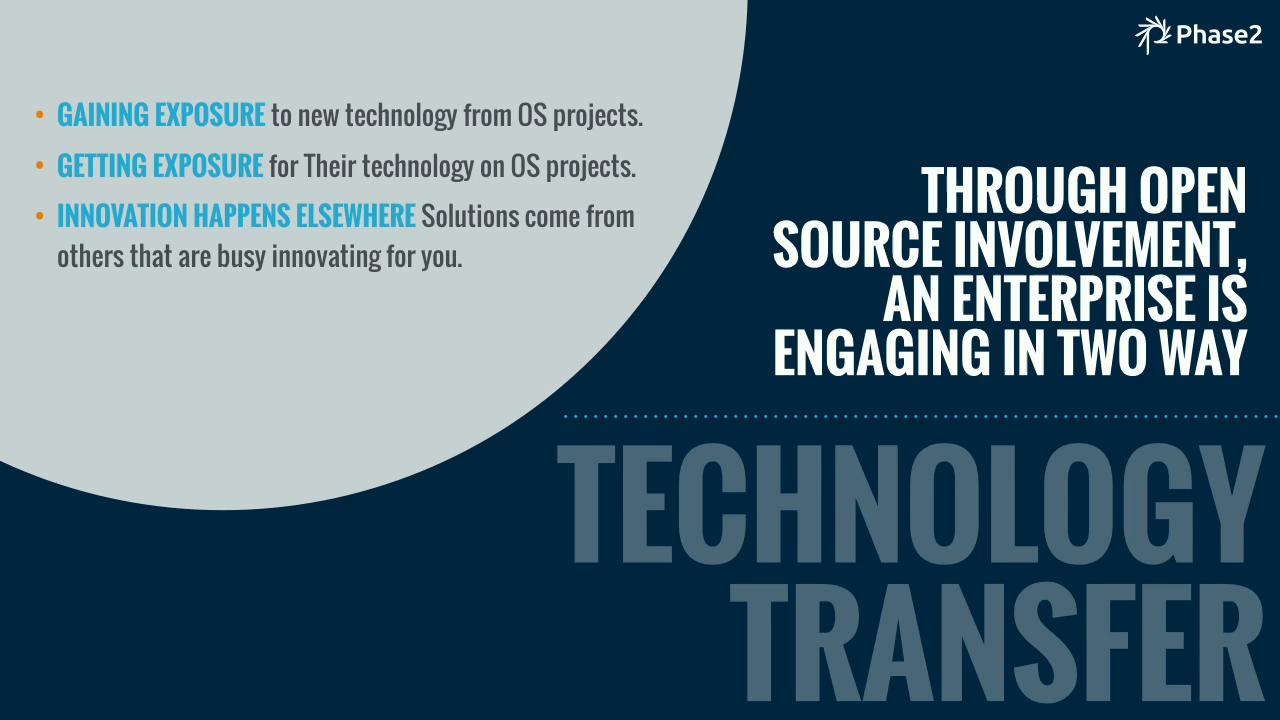 Phase2
• GAINING EXPOSURE to new technology from OS projects.
• GETTING EXPOSURE for Their technology on OS projects.
• INNOVATION HAPPENS ELSEWHERE Solutions come from
others that are busy innovating for you.
THROUGH OPEN
SOURCE INVOLVEMENT,
AN ENTERPRISE IS
ENGAGING IN TWO WAY
TECHNOLOGY
TRANSFER